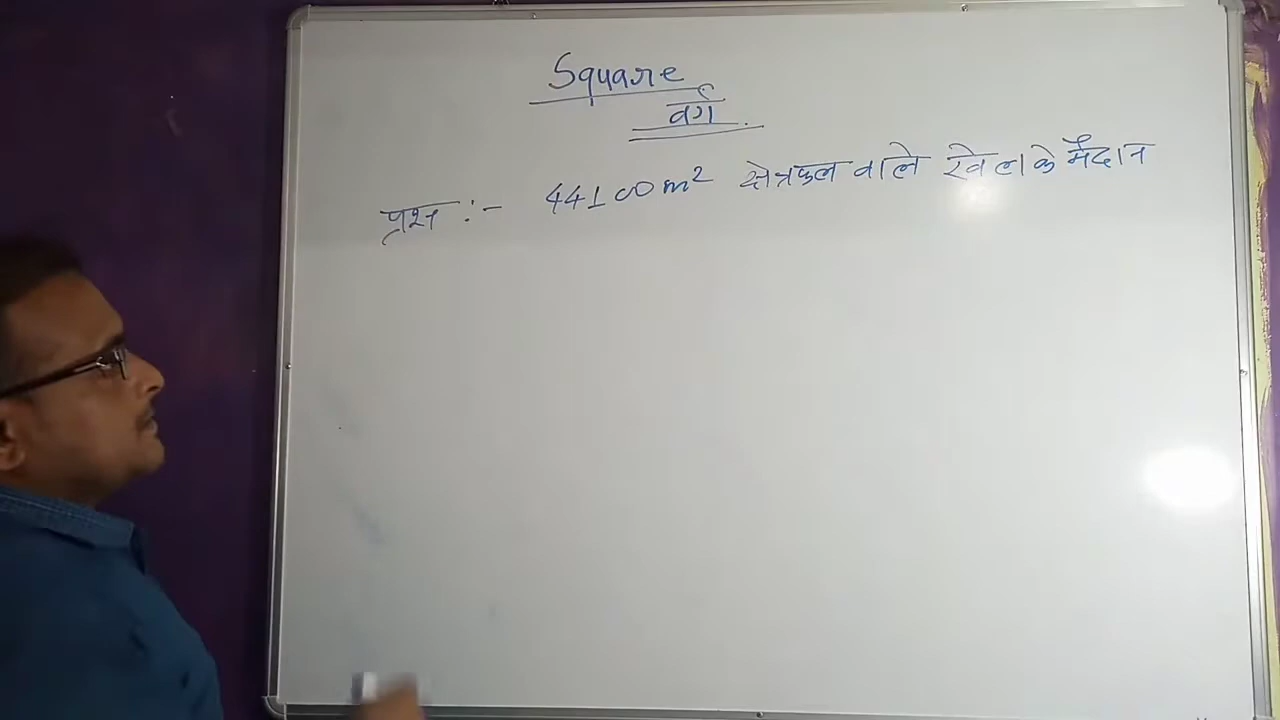 Square
वर्ग
प्रश्न :- 44100 m² क्षेत्रफल वाले खेल के मैदान